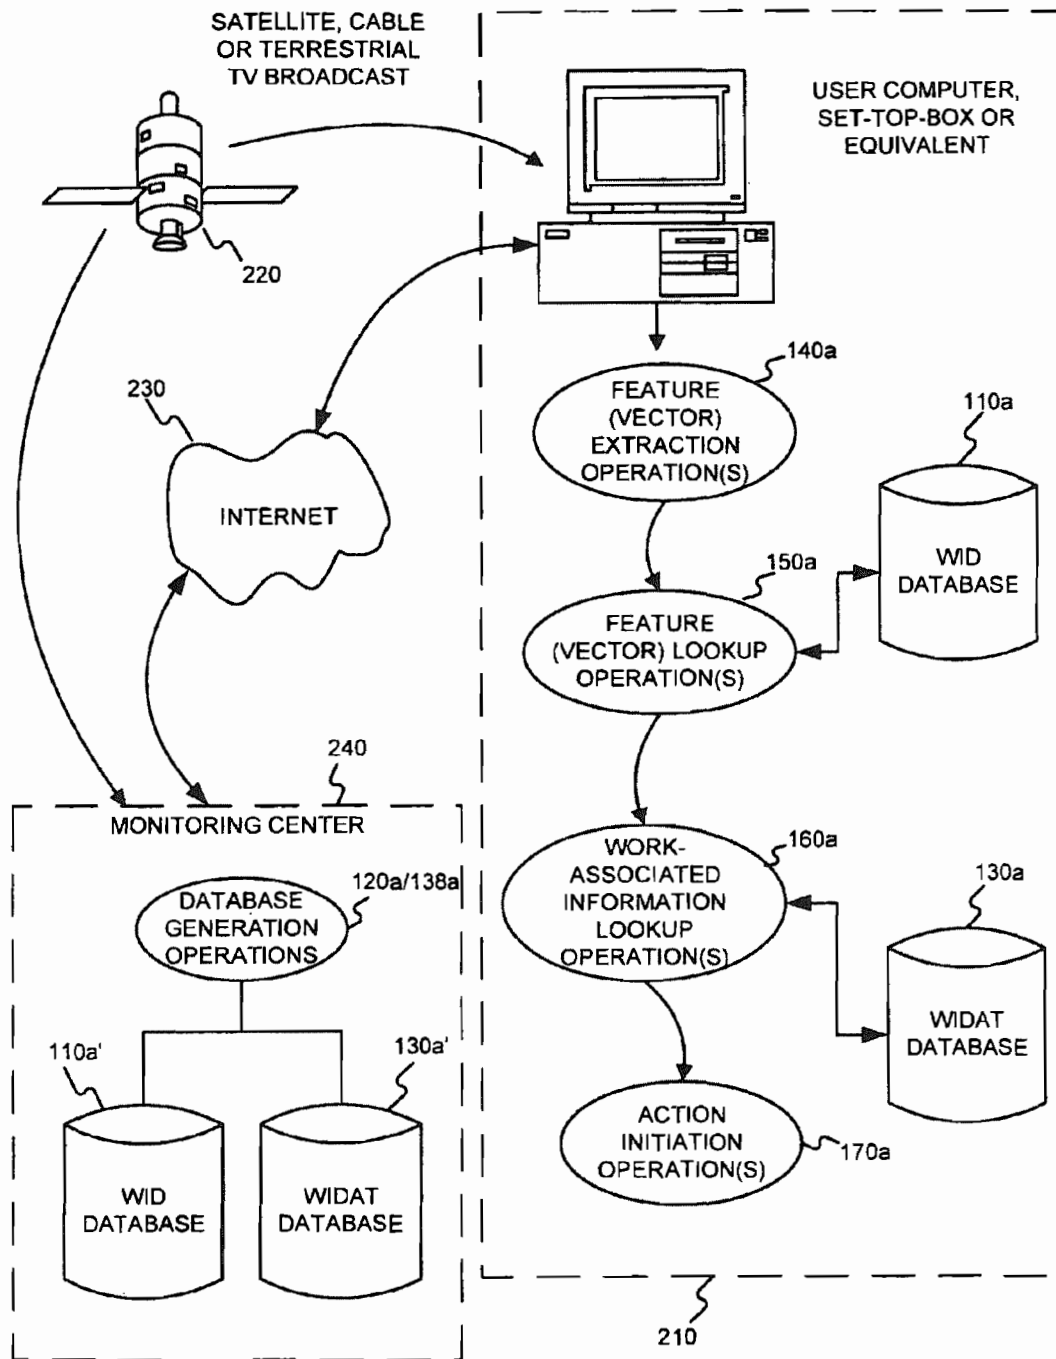 SATELLITE, CABLE
OR TERRESTRIAL
TV BROADCAST
220
USER COMPUTER,
SET-TOP-BOX OR
EQUIVALENT
140a
FEATURE
(VECTOR)
EXTRACTION
OPERATION(S)
110a
WID
DATABASE
230
INTERNET
150a
FEATURE
(VECTOR) LOOKUP
OPERATION(S)
240
MONITORING CENTER
120a/138a
DATABASE
GENERATION
OPERATIONS
110a'
WID
DATABASE
130a'
WIDAT
DATABASE
160a
WORK-
ASSOCIATED
INFORMATION
LOOKUP
OPERATION(S)
130a
WIDAT
DATABASE
ACTION
INITIATION
OPERATION(S)
170a
210